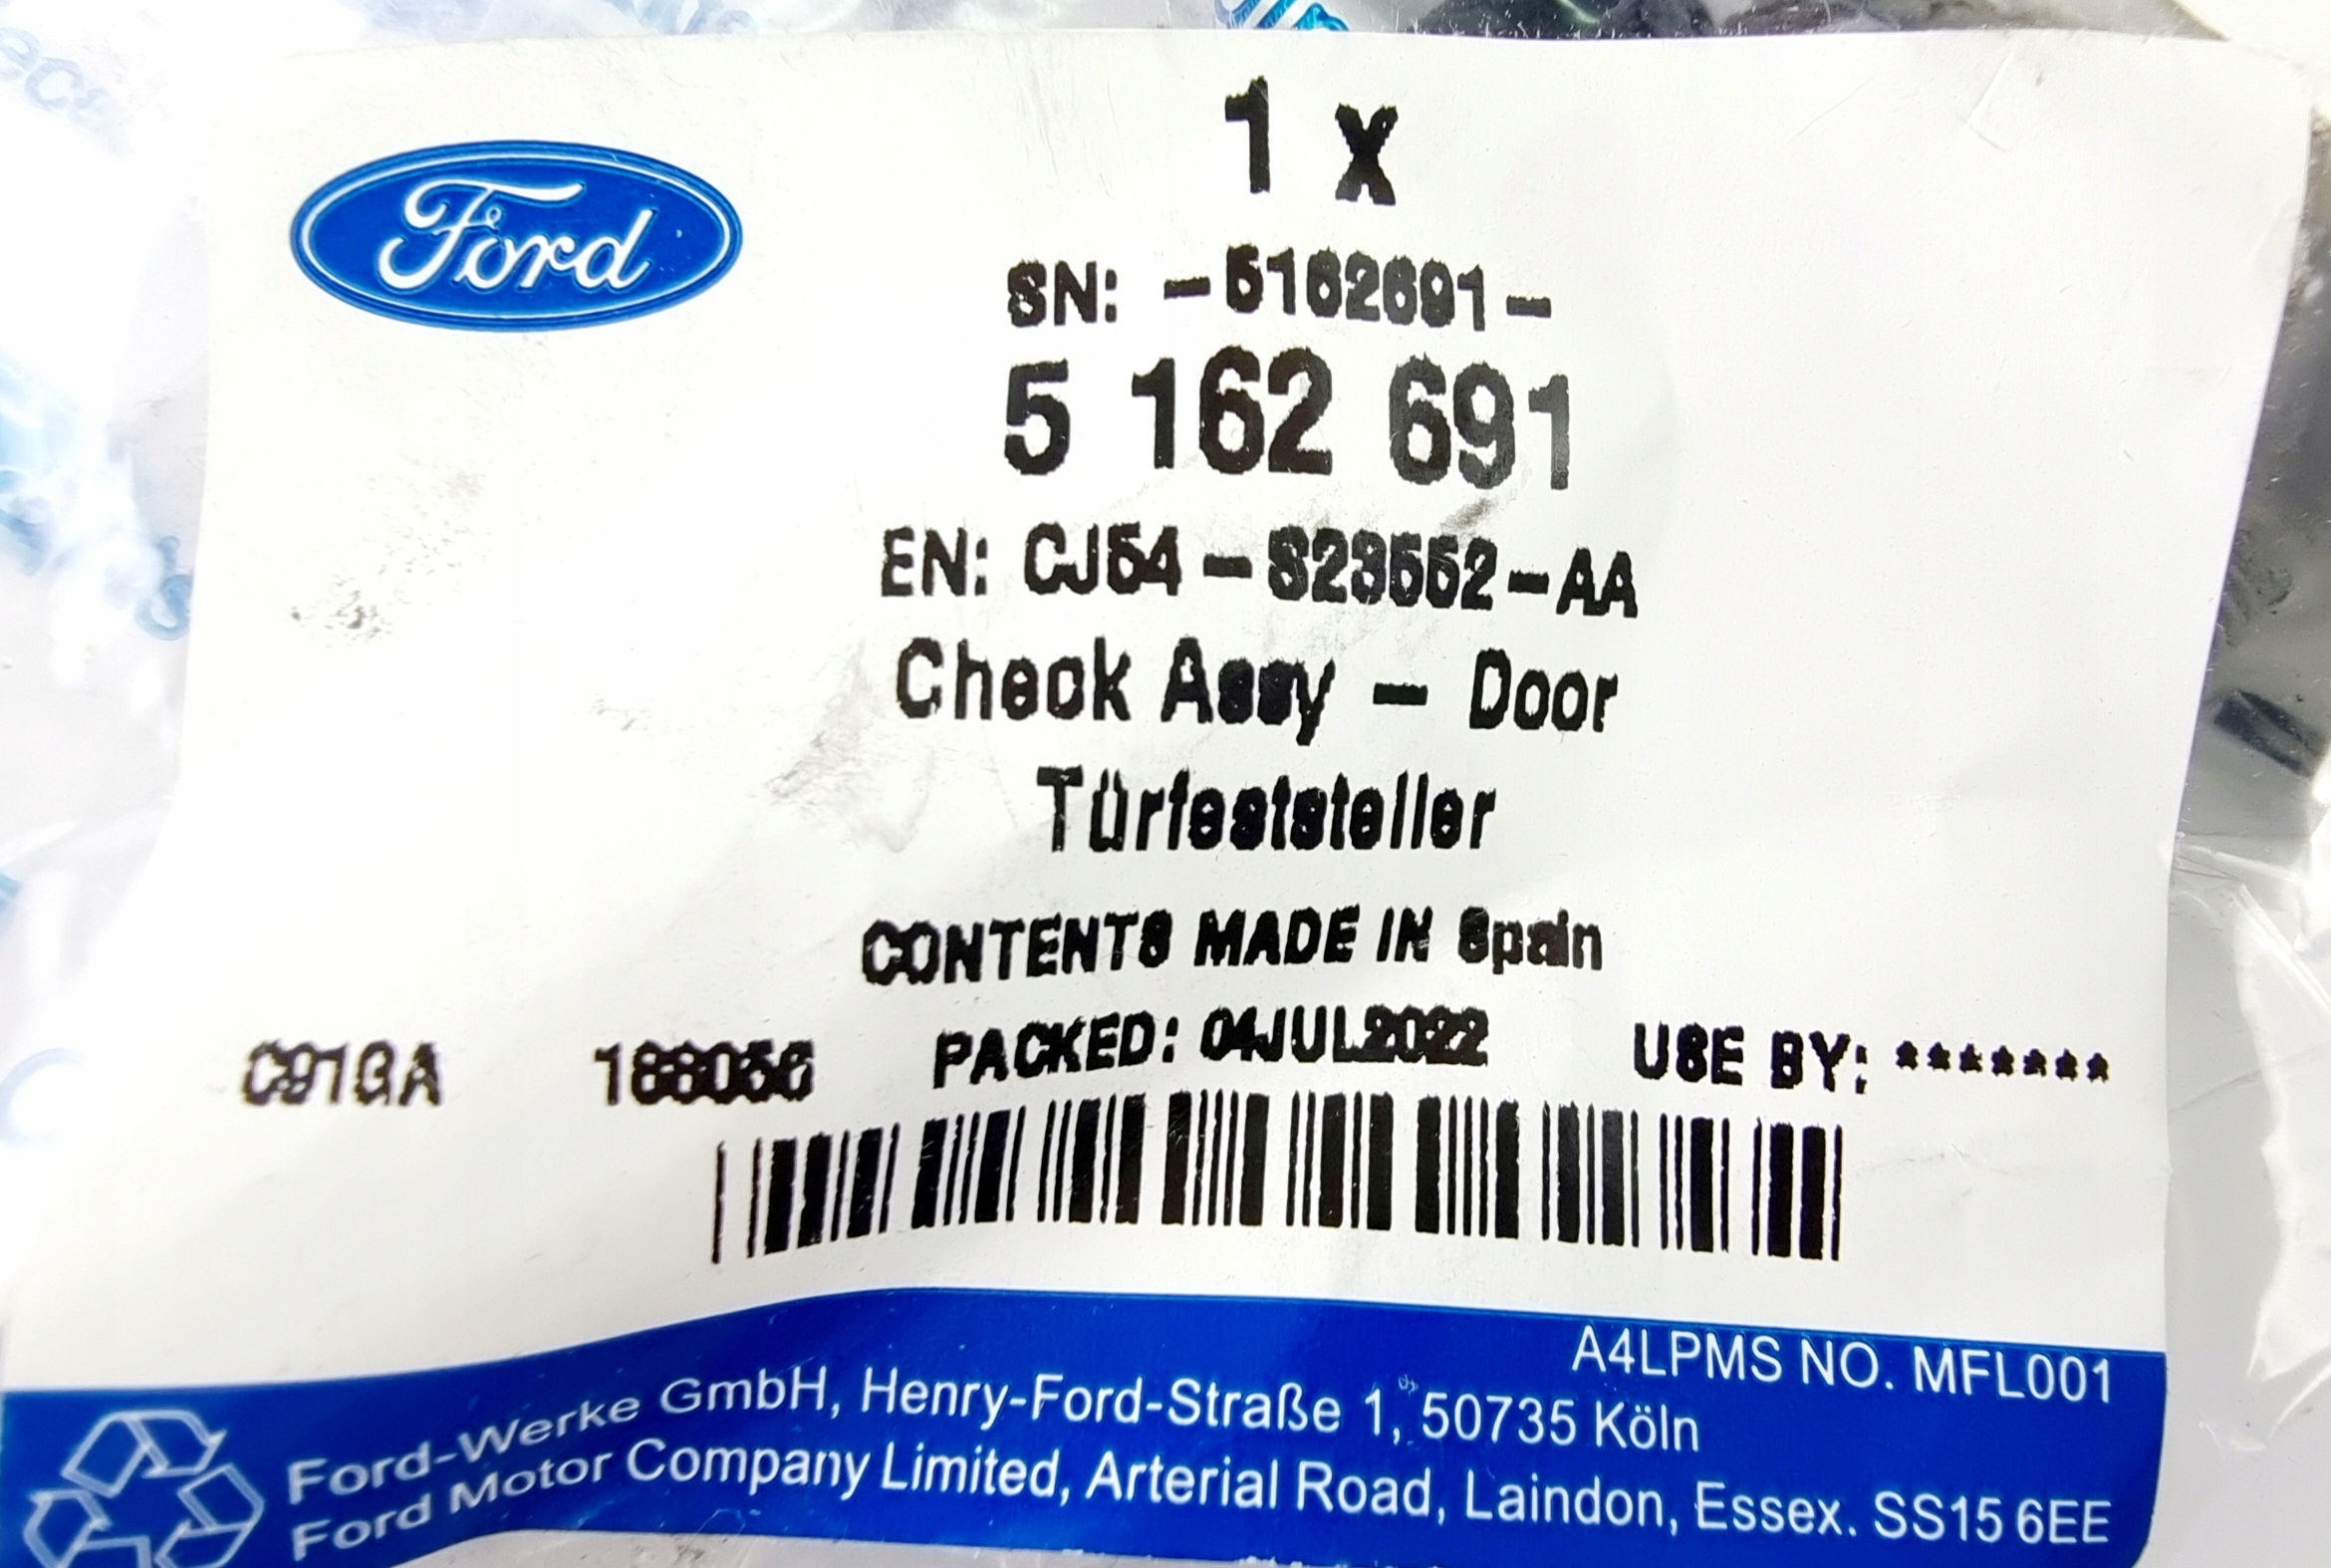 Ford
1 x
SN: -5162691-
5 162 691
EN: CJ54-S23552-AA
Check Assy - Door
Türfeststeller
CONTENTS MADE IN Spain
C91GA 188056 PACKED: 04JUL2022 USE BY: *******
A4LPMS NO. MFL001
Ford-Werke GmbH, Henry-Ford-Straße 1, 50735 Köln
Ford Motor Company Limited, Arterial Road, Laindon, Essex. SS15 6EE